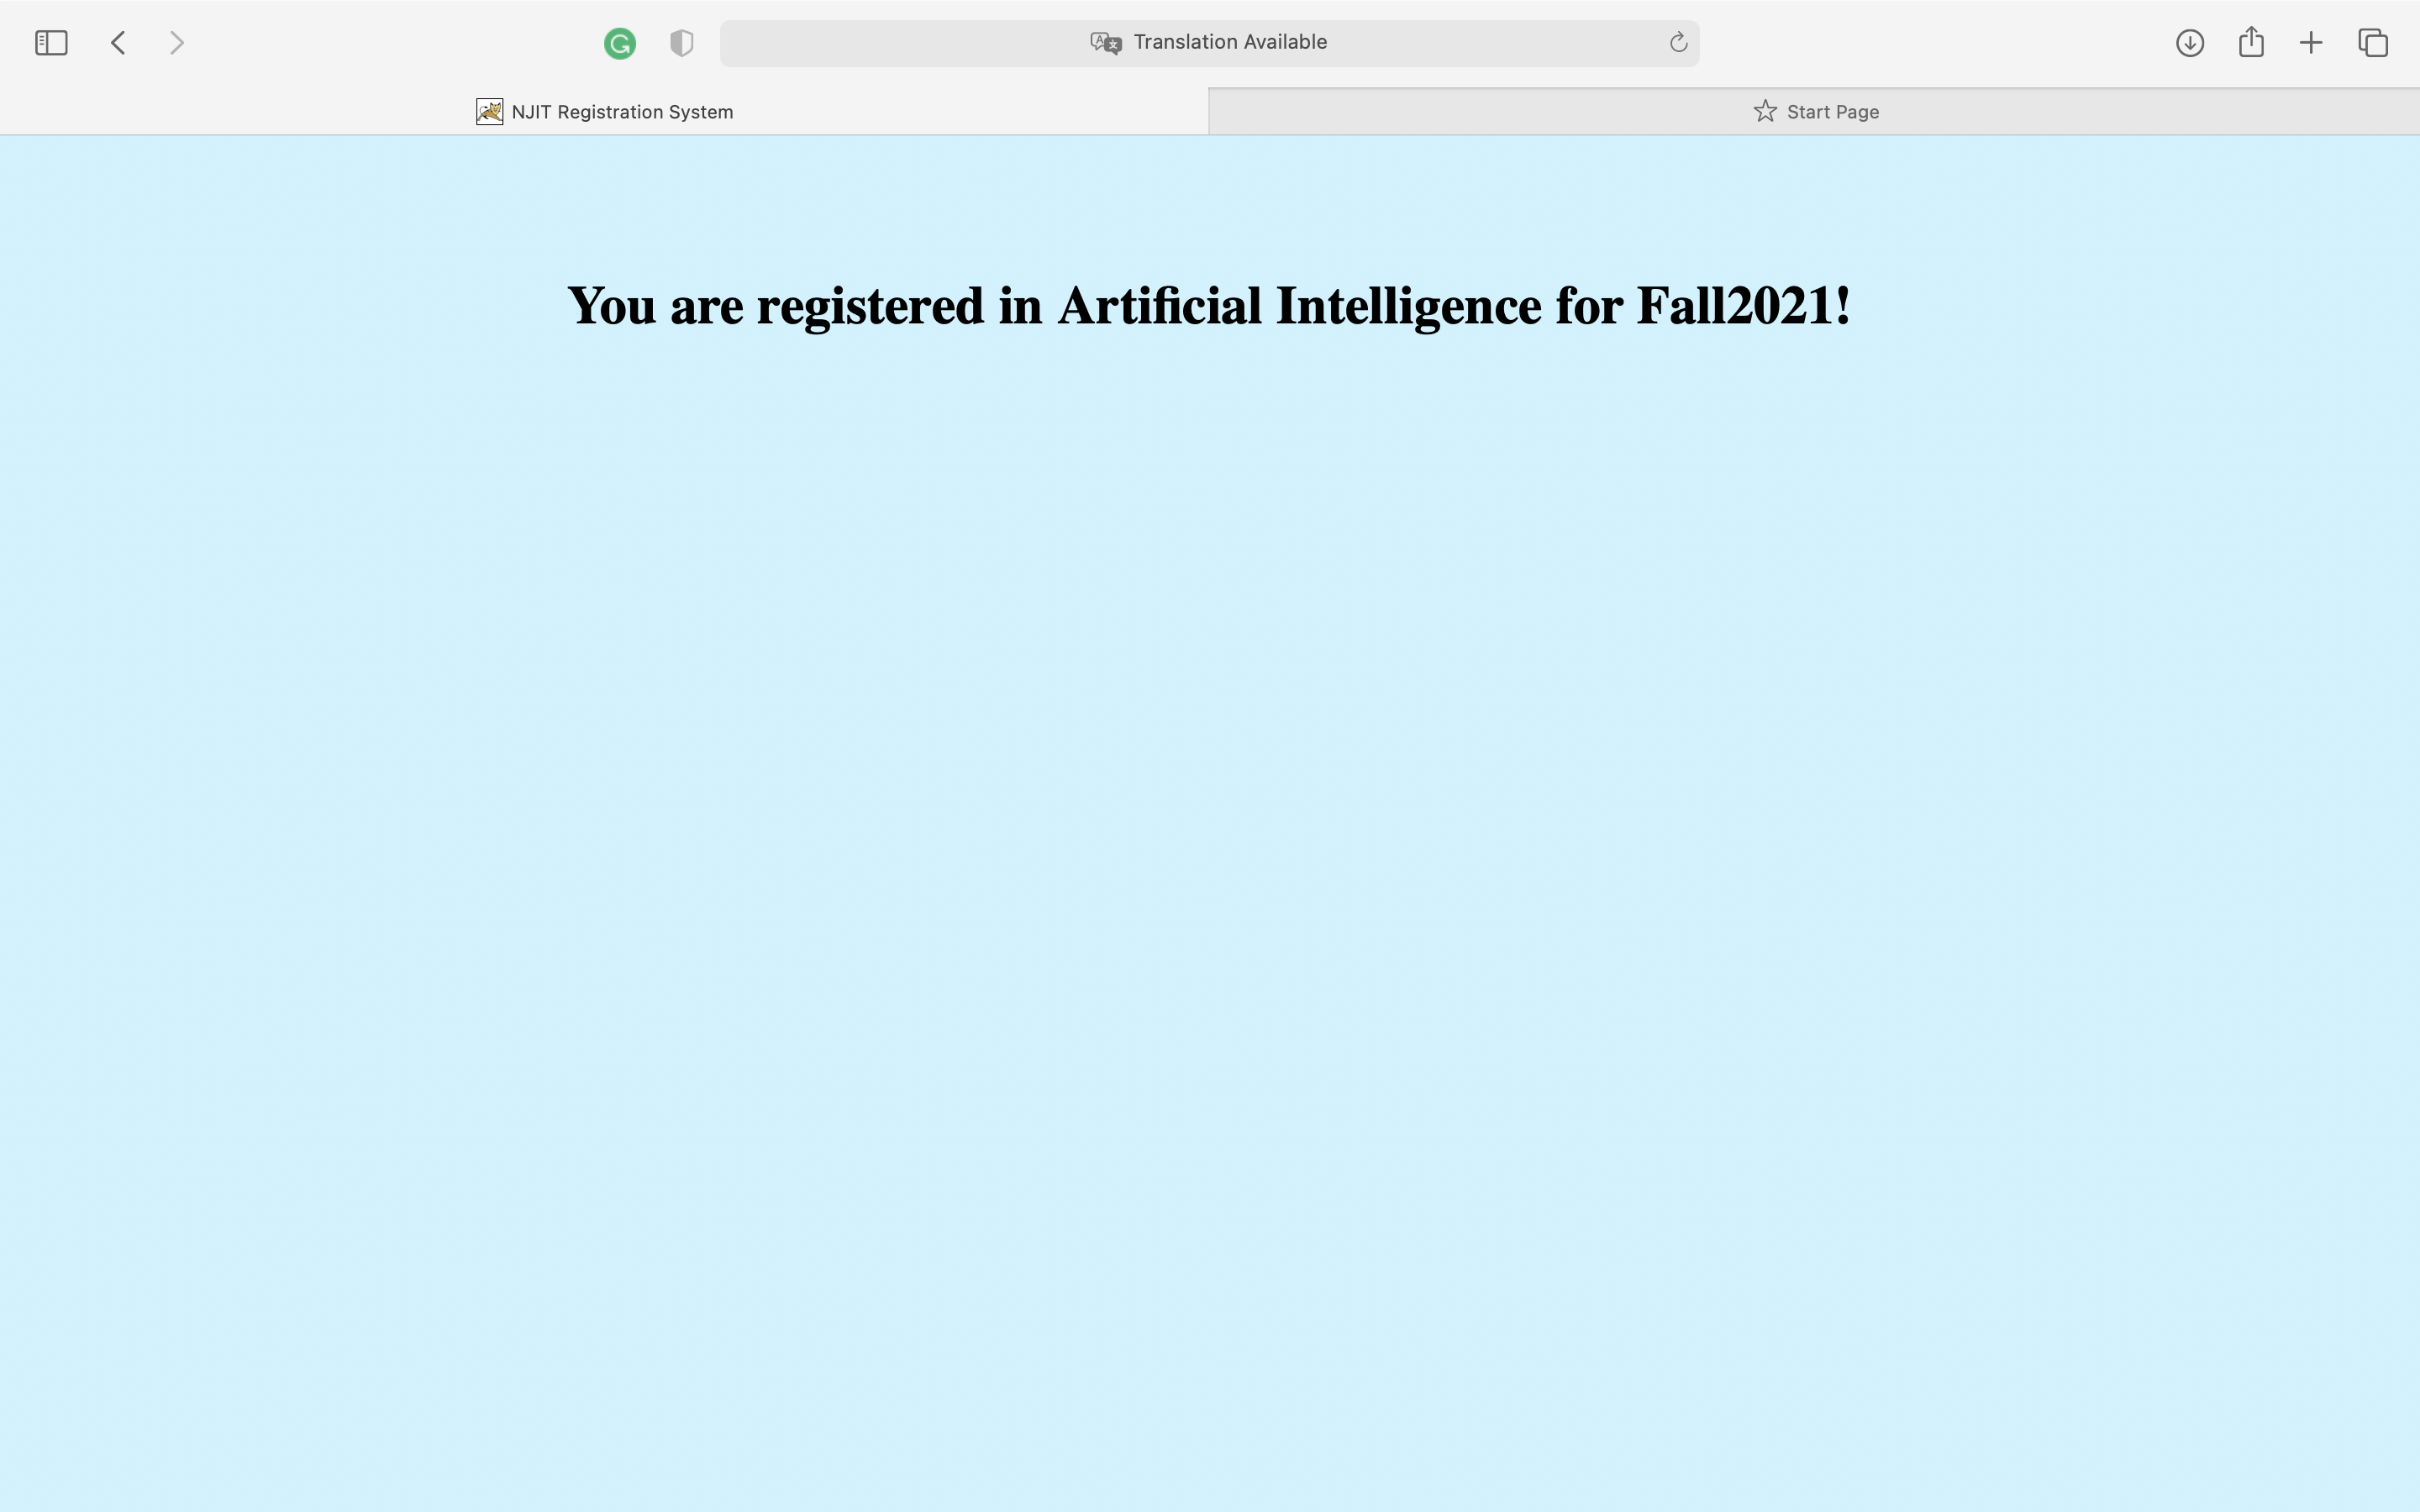 Translation Available
NJIT Registration System
Start Page
You are registered in Artificial Intelligence for Fall2021!